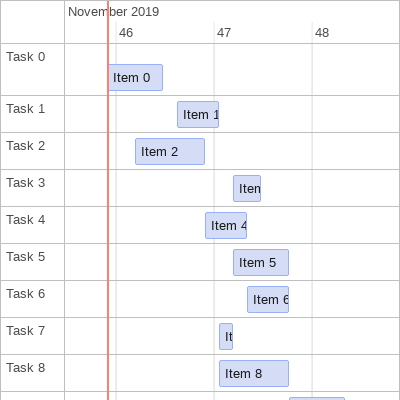 November 2019
46 47 48
Task 0
Item 0
Task 1
Item 1
Task 2
Item 2
Task 3
Item
Task 4
Item 4
Task 5
Item 5
Task 6
Item 6
Task 7
It
Task 8
Item 8